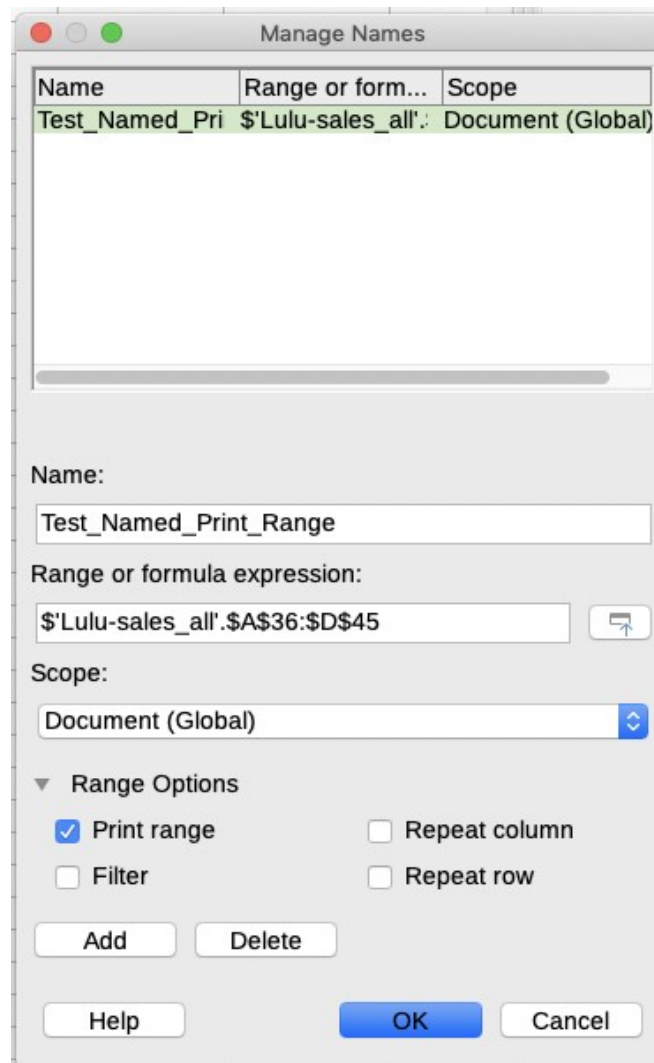 Manage Names
Name Range or form... Scope
Test_Named_Pri $'Lulu-sales_all'. Document (Global)
Name:
Test_Named_Print_Range
Range or formula expression:
$'Lulu-sales_all'.$A$36:$D$45
Scope:
Document (Global)
Range Options
Print range Repeat column
Filter Repeat row
Add Delete
Help OK Cancel